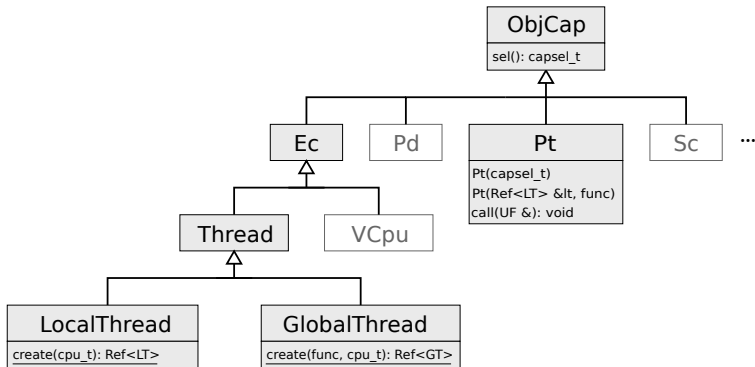 ObjCap
sel(): capsel_t
Ec
Pd
Pt
Sc
...
Pt(capsel_t)
Pt(Ref<LT> &lt, func)
call(UF &): void
Thread
VCpu
LocalThread
create(cpu_t): Ref<LT>
GlobalThread
create(func, cpu_t): Ref<GT>